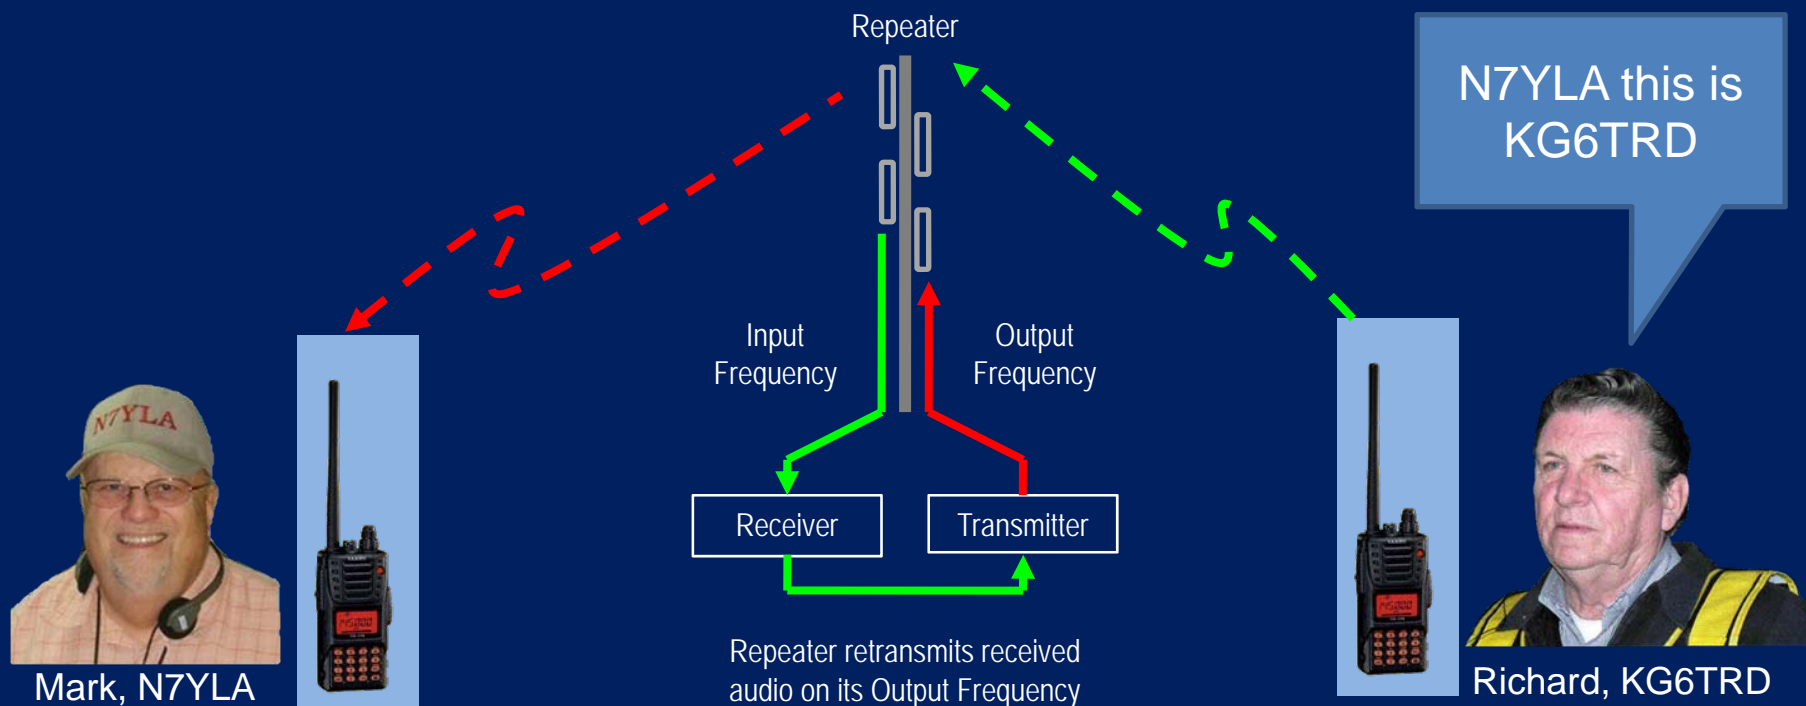 Repeater
N7YLA this is
KG6TRD
Input
Frequency
Output
Frequency
N7YLA
Receiver
Transmitter
Repeater retransmits received
audio on its Output Frequency
Mark, N7YLA
Richard, KG6TRD